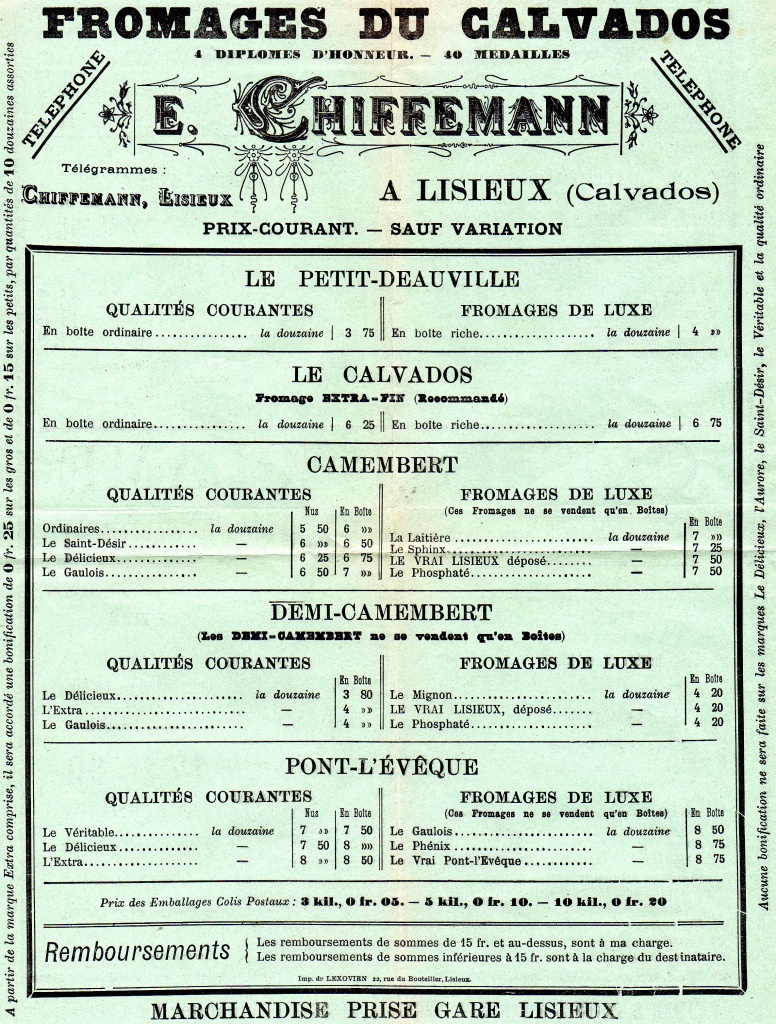 FROMAGES DU CALVADOS
4 DIPLOMES D'HONNEUR. — 40 MEDAILLES
TELEPHONE
TELEPHONE
E. CHIFFEMANN
Télégrammes :
CHIFFEMANN, LISIEUX
A LISIEUX (Calvados)
PRIX-COURANT. — SAUF VARIATION
LE PETIT-DEAUVILLE
QUALITÉS COURANTES
En boîte ordinaire ............... la douzaine | 3 75
FROMAGES DE LUXE
En boîte riche.................... la douzaine | 4 »»
LE CALVADOS
Fromage EXTRA-FIN (Recommandé)
En boîte ordinaire................ la douzaine | 6 25
En boîte riche.................... la douzaine | 6 75
CAMEMBERT
QUALITÉS COURANTES
Nus En Boîte
Ordinaires................ la douzaine 5 50 6 »»
Le Saint-Désir............ — 6 »» 6 50
Le Délicieux.............. — 6 25 6 75
Le Gaulois................ — 6 50 7 »»
FROMAGES DE LUXE
(Ces Fromages ne se vendent qu'en Boîtes)
En Boîte
La Laitière....................... la douzaine 7 »»
Le Sphinx......................... — 7 25
LE VRAI LISIEUX déposé....... — 7 50
Le Phosphaté.................... — 7 50
DEMI-CAMEMBERT
(Les DEMI-CAMEMBERT ne se vendent qu'en Boîtes)
QUALITÉS COURANTES
En Boîte
Le Délicieux..................... la douzaine 3 80
L'Extra ........................... — 4 »»
Le Gaulois........................ — 4 »»
FROMAGES DE LUXE
En Boîte
Le Mignon....................... la douzaine 4 20
LE VRAI LISIEUX, déposé....... — 4 20
Le Phosphaté.................... — 4 20
PONT-L'ÉVÊQUE
QUALITÉS COURANTES
Nus En Boîte
Le Véritable.............. la douzaine 7 »» 7 50
Le Délicieux.............. — 7 50 8 »»
L'Extra................... — 8 »» 8 50
FROMAGES DE LUXE
(Ces Fromages ne se vendent qu'en Boîtes)
En Boîte
Le Gaulois....................... la douzaine 8 50
Le Phénix........................ — 8 75
Le Vrai Pont-l'Evêque ............ — 8 75
Prix des Emballages Colis Postaux : 3 kil., 0 fr. 05. — 5 kil., 0 fr. 10. — 10 kil., 0 fr. 20
Remboursements
Les remboursements de sommes de 15 fr. et au-dessus, sont à ma charge.
Les remboursements de sommes inférieures à 15 fr. sont à la charge du destinataire.
Imp. de LEXOVIEN 22, rue du Bouteiller, Lisieux.
MARCHANDISE PRISE GARE LISIEUX
A partir de la marque Extra comprise, il sera accordé une bonification de 0 fr. 25 sur les gros et de 0 fr. 15 sur les petits, par quantités de 10 douzaines assorties
Aucune bonification ne sera faite sur les marques Le Délicieux, l'Aurore, le Saint-Désir, le Véritable et la qualité ordinaire